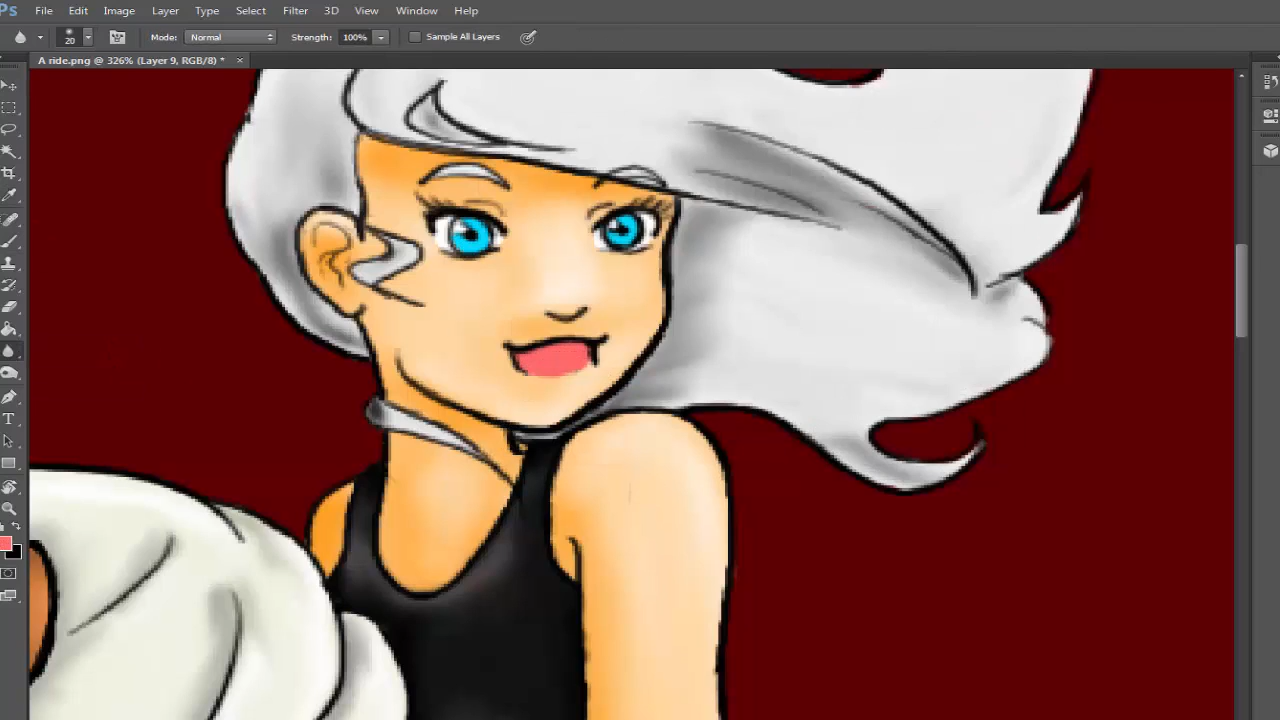 Ps File Edit Image Layer Type Select Filter 3D View Window Help
20 Mode: Normal Strength: 100% Sample All Layers
A ride.png @ 326% (Layer 9, RGB/8) * ×
T